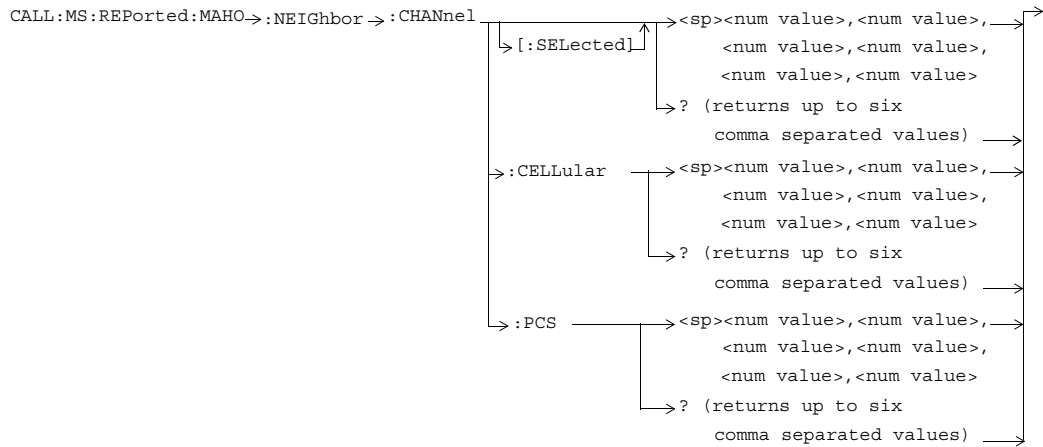 CALL:MS:REPorted:MAHO :NEIGhbor :CHANnel <sp><num value>,<num value>,
[:SELected] <num value>,<num value>,
<num value>,<num value>
? (returns up to six
comma separated values)
:CELLular <sp><num value>,<num value>,
<num value>,<num value>,
<num value>,<num value>
? (returns up to six
comma separated values)
:PCS <sp><num value>,<num value>,
<num value>,<num value>,
<num value>,<num value>
? (returns up to six
comma separated values)